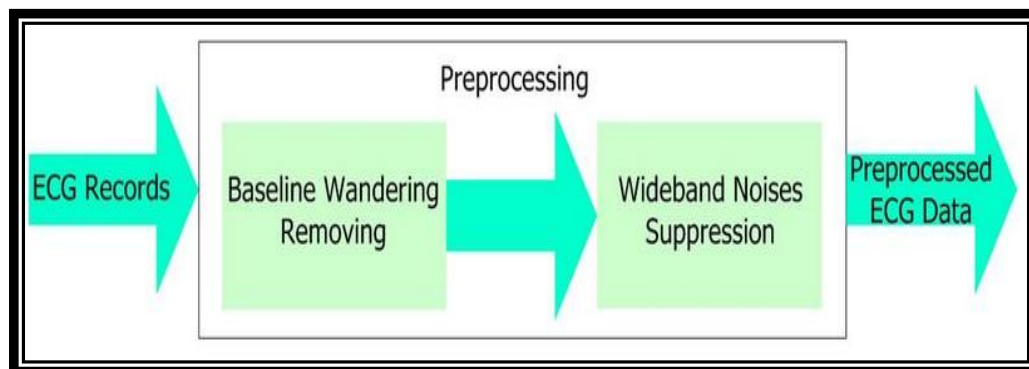 Preprocessing
ECG Records
Baseline Wandering
Removing
Wideband Noises
Suppression
Preprocessed
ECG Data